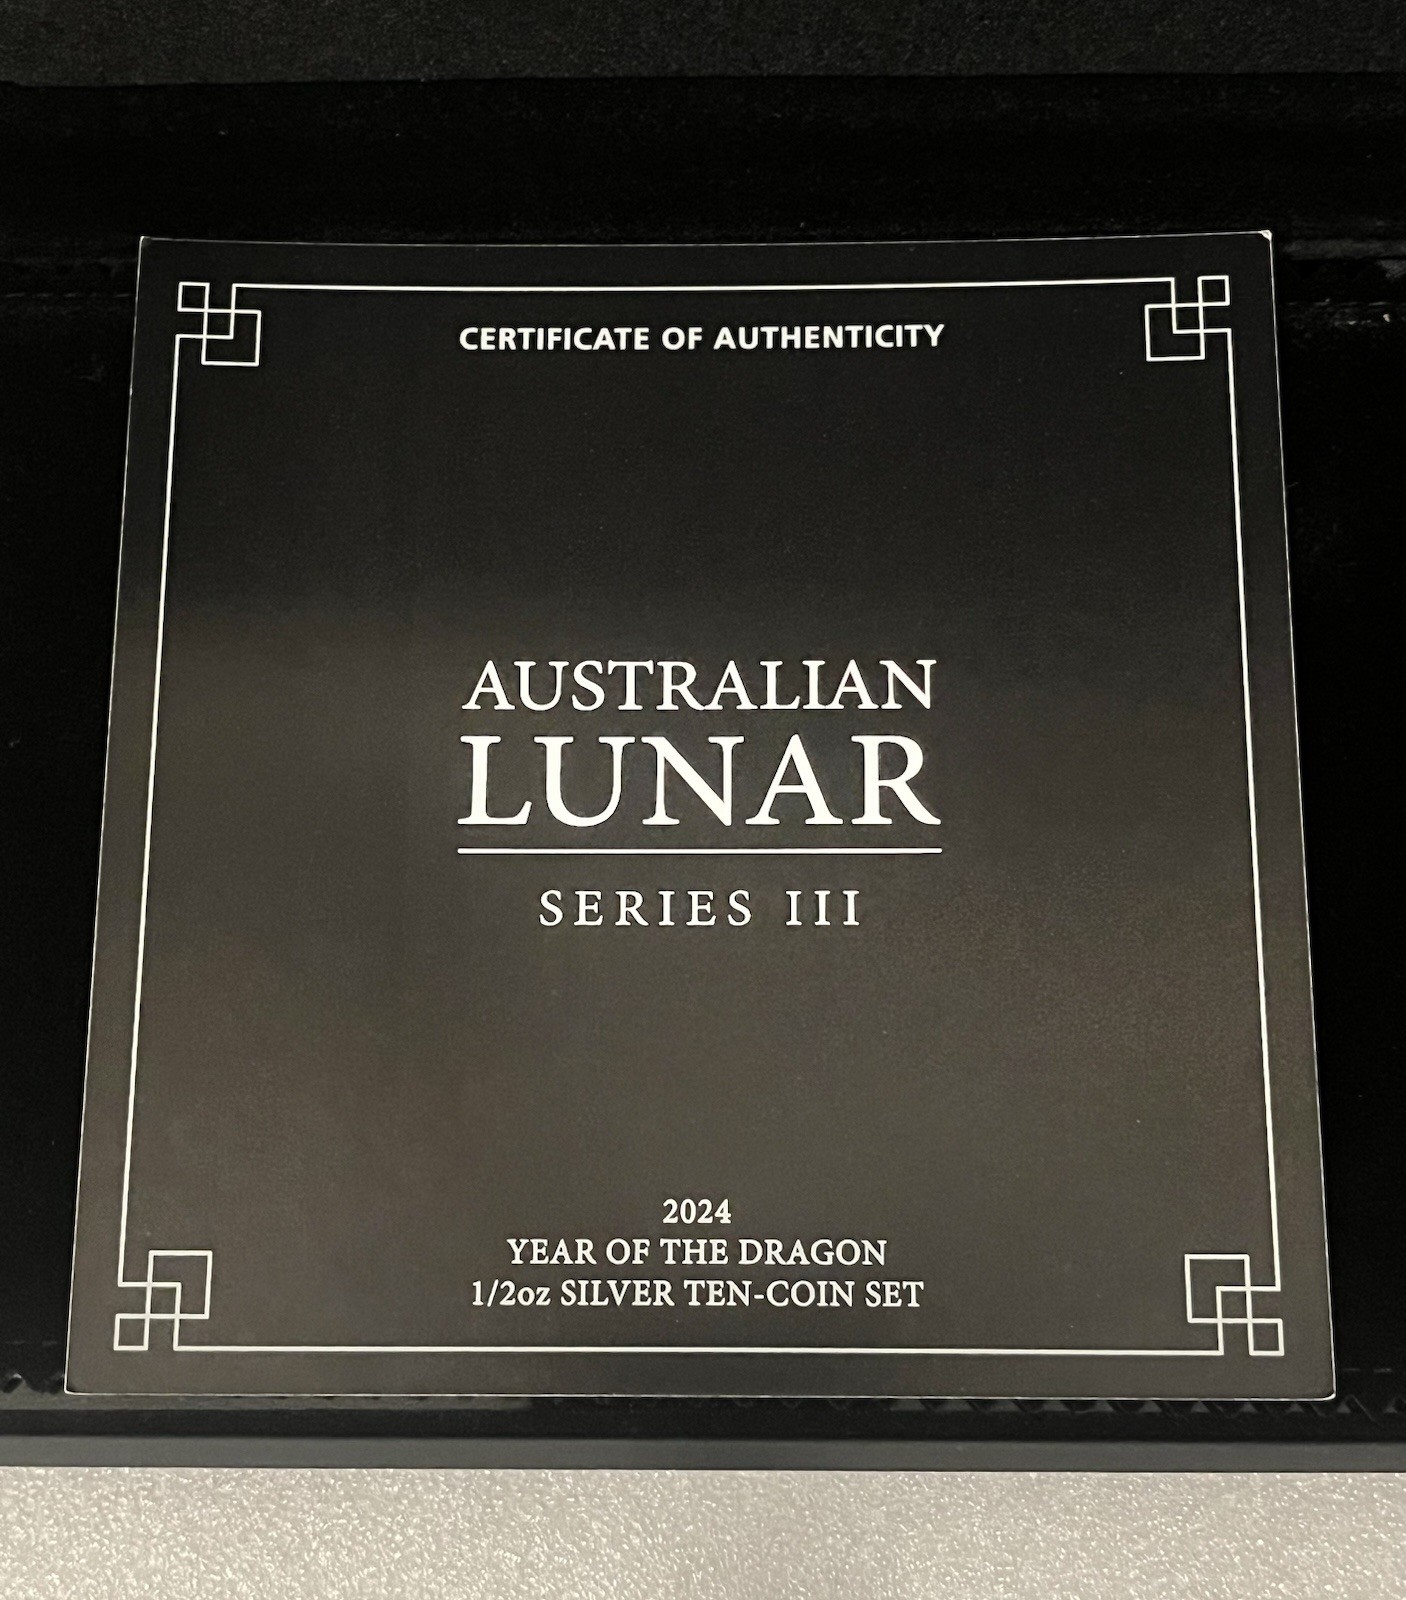 CERTIFICATE OF AUTHENTICITY
AUSTRALIAN
LUNAR
SERIES III
2024
YEAR OF THE DRAGON
1/2oz SILVER TEN-COIN SET